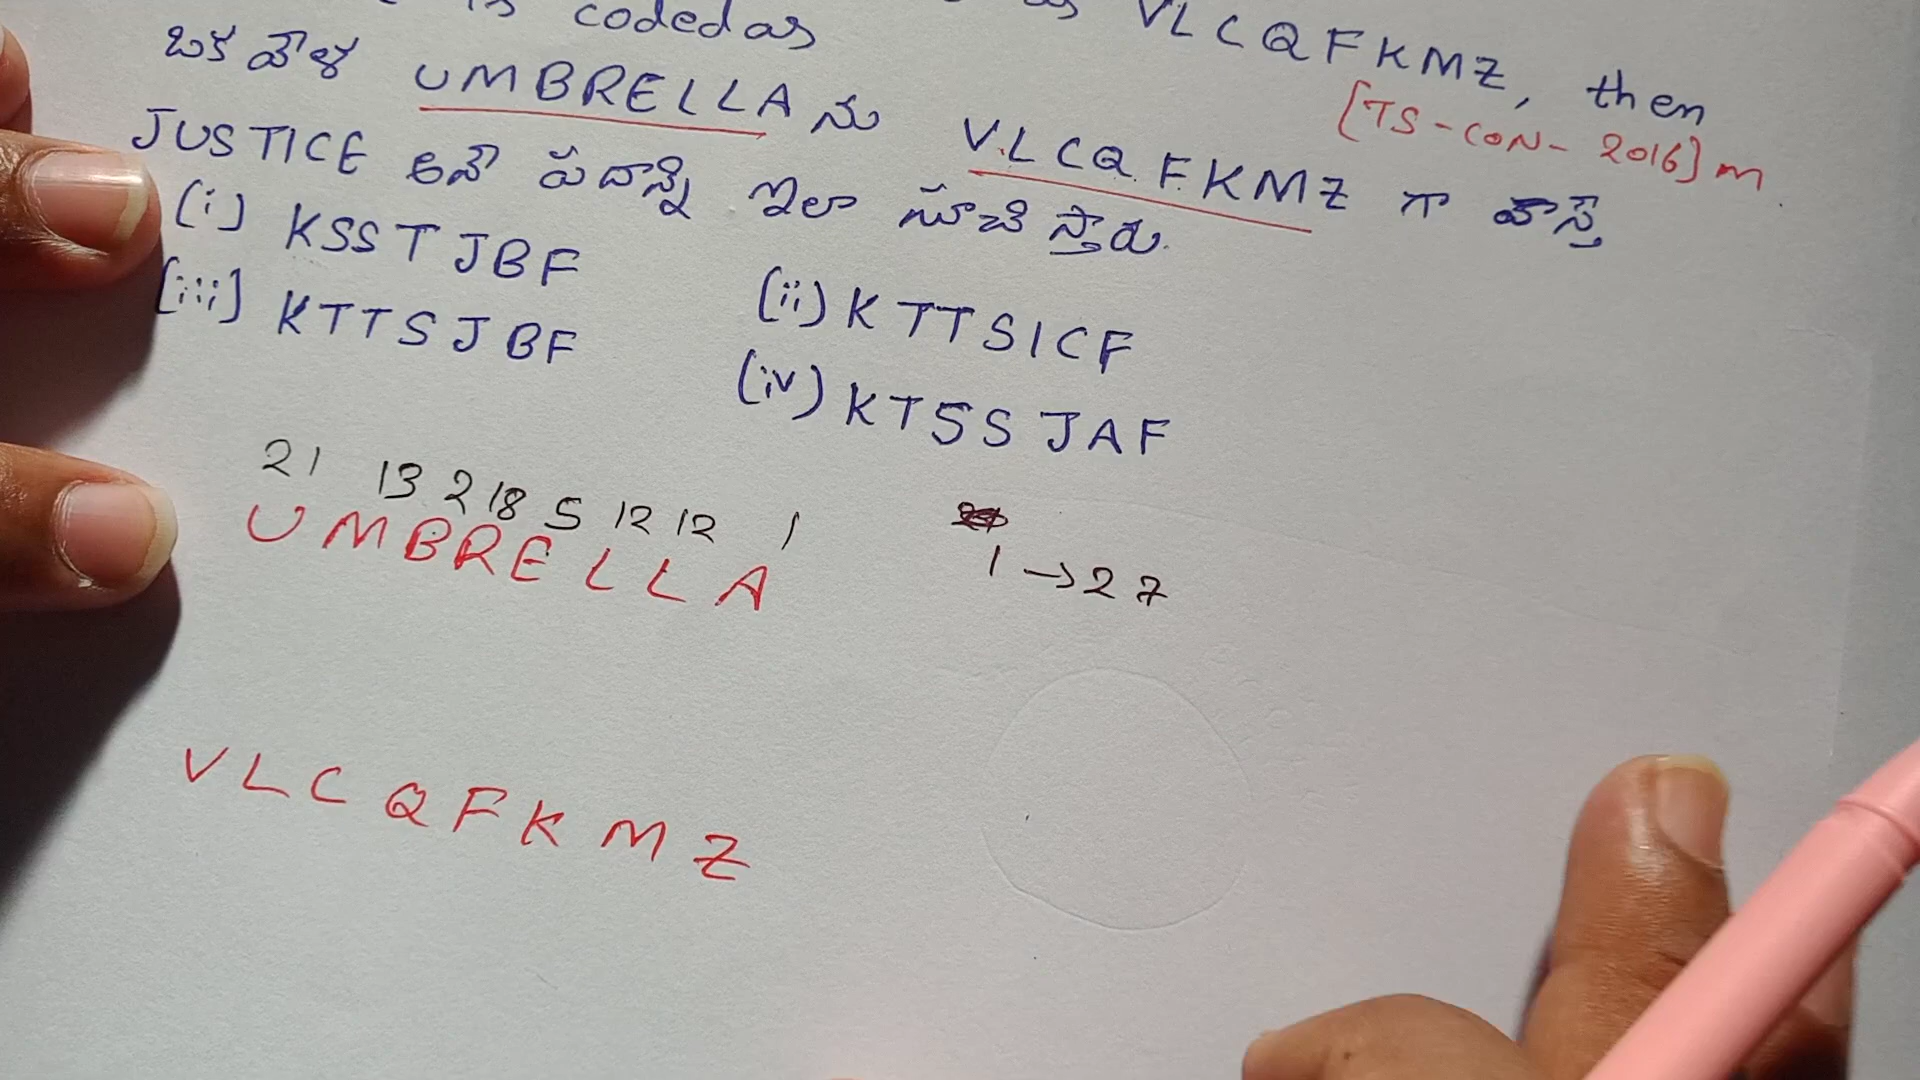 is coded as VLCQFKMZ, then
[TS-CON-2016] m
ఒకవేళ UMBRELLA ను VLCQFKMZ గా వ్రాస్తే
JUSTICE అనే పదాన్ని ఇలా సూచిస్తారు.
(i) KSSTJBF (ii) KTTSICF
(iii) KTTSJBF (iv) KTSSJAF
21 13 2 18 5 12 12 1
UMBRELLA 1 → 27
VLCQFKMZ